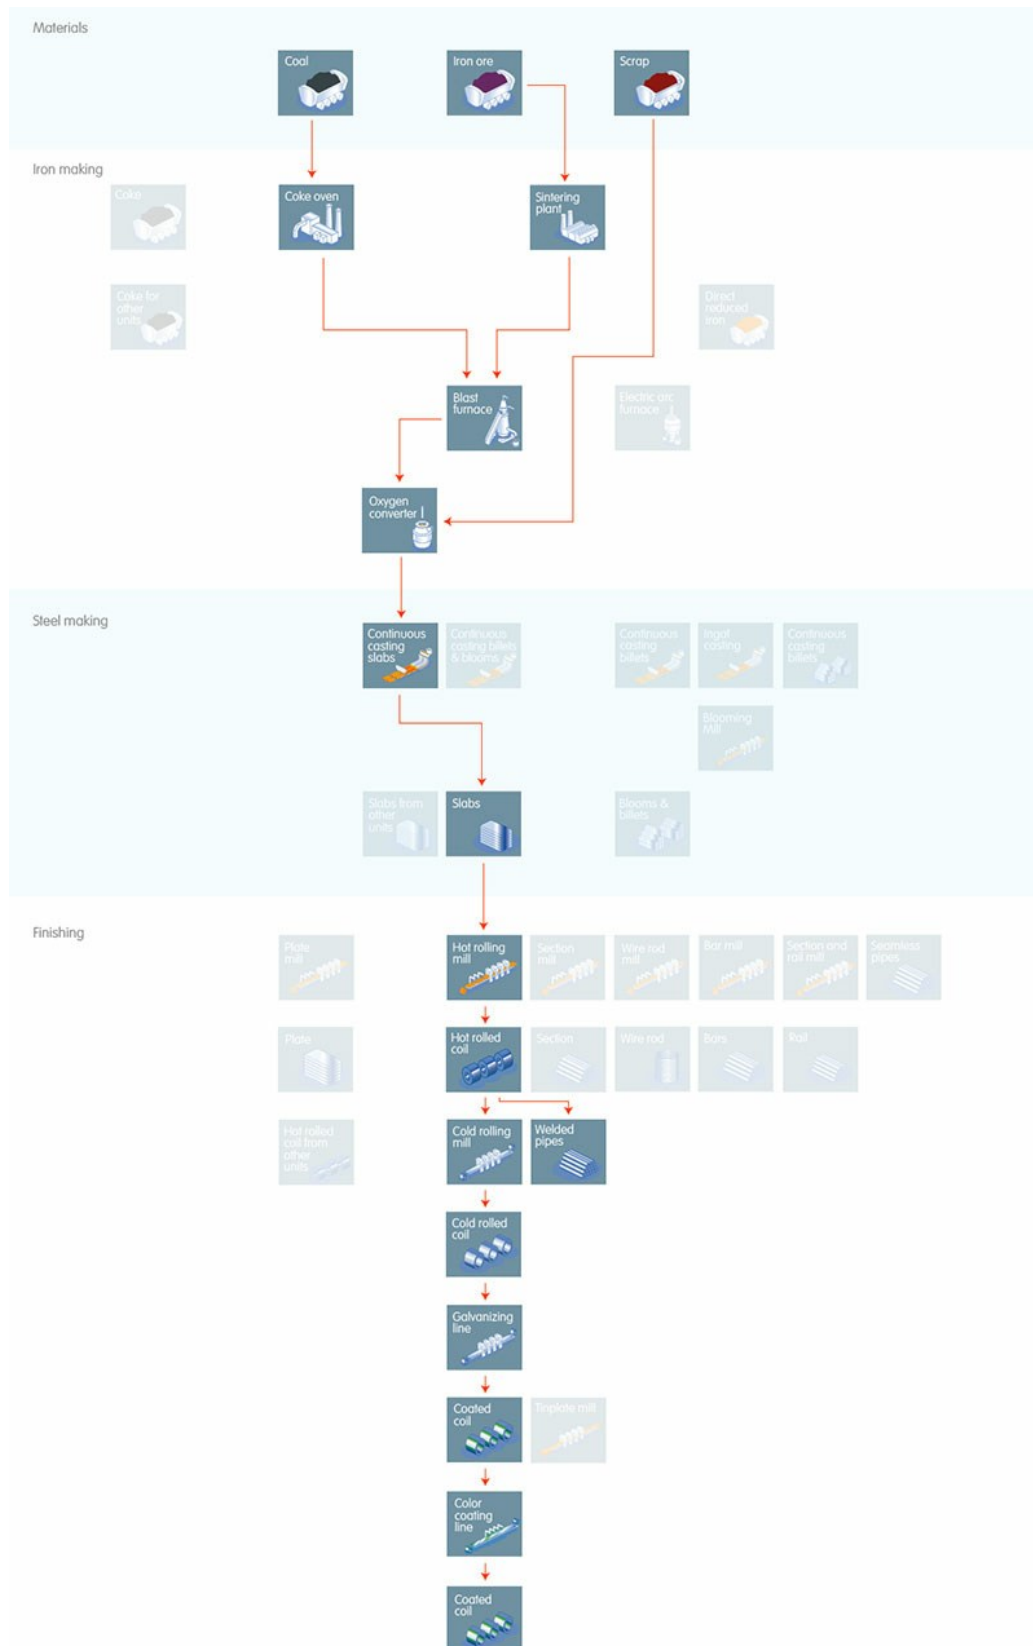 Materials
Coal
Iron ore
Scrap
Iron making
Coke
Coke oven
Sintering
plant
Coke for
other
units
Direct
reduced
iron
Blast
furnace
Electric arc
furnace
Oxygen
converter
Steel making
Continuous
casting
slabs
Continuous
casting billets
& blooms
Continuous
casting
billets
Ingut
casting
Continuous
casting
billets
Blooming
Mill
Slabs from
other
units
Slabs
Blooms &
billets
Finishing
Plate
mill
Hot rolling
mill
Section
mill
Wire rod
mill
Bar mill
Section and
rail mill
Seamless
pipes
Plate
Hot rolled
coil
Section
Wire rod
Bars
Rail
Hot rolled
coil from
other
units
Cold rolling
mill
Welded
pipes
Cold rolled
coil
Galvanizing
line
Coated
coil
Tinplate mill
Color
coating
line
Coated
coil